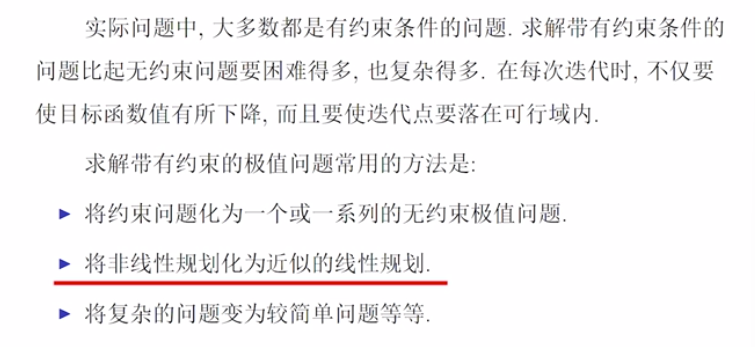 实际问题中, 大多数都是有约束条件的问题. 求解带有约束条件的
问题比起无约束问题要困难得多, 也复杂得多. 在每次迭代时, 不仅要
使目标函数值有所下降, 而且要使迭代点要落在可行域内.
求解带有约束的极值问题常用的方法是:
▶ 将约束问题化为一个或一系列的无约束极值问题.
▶ 将非线性规划化为近似的线性规划.
▶ 将复杂的问题变为较简单问题等等.